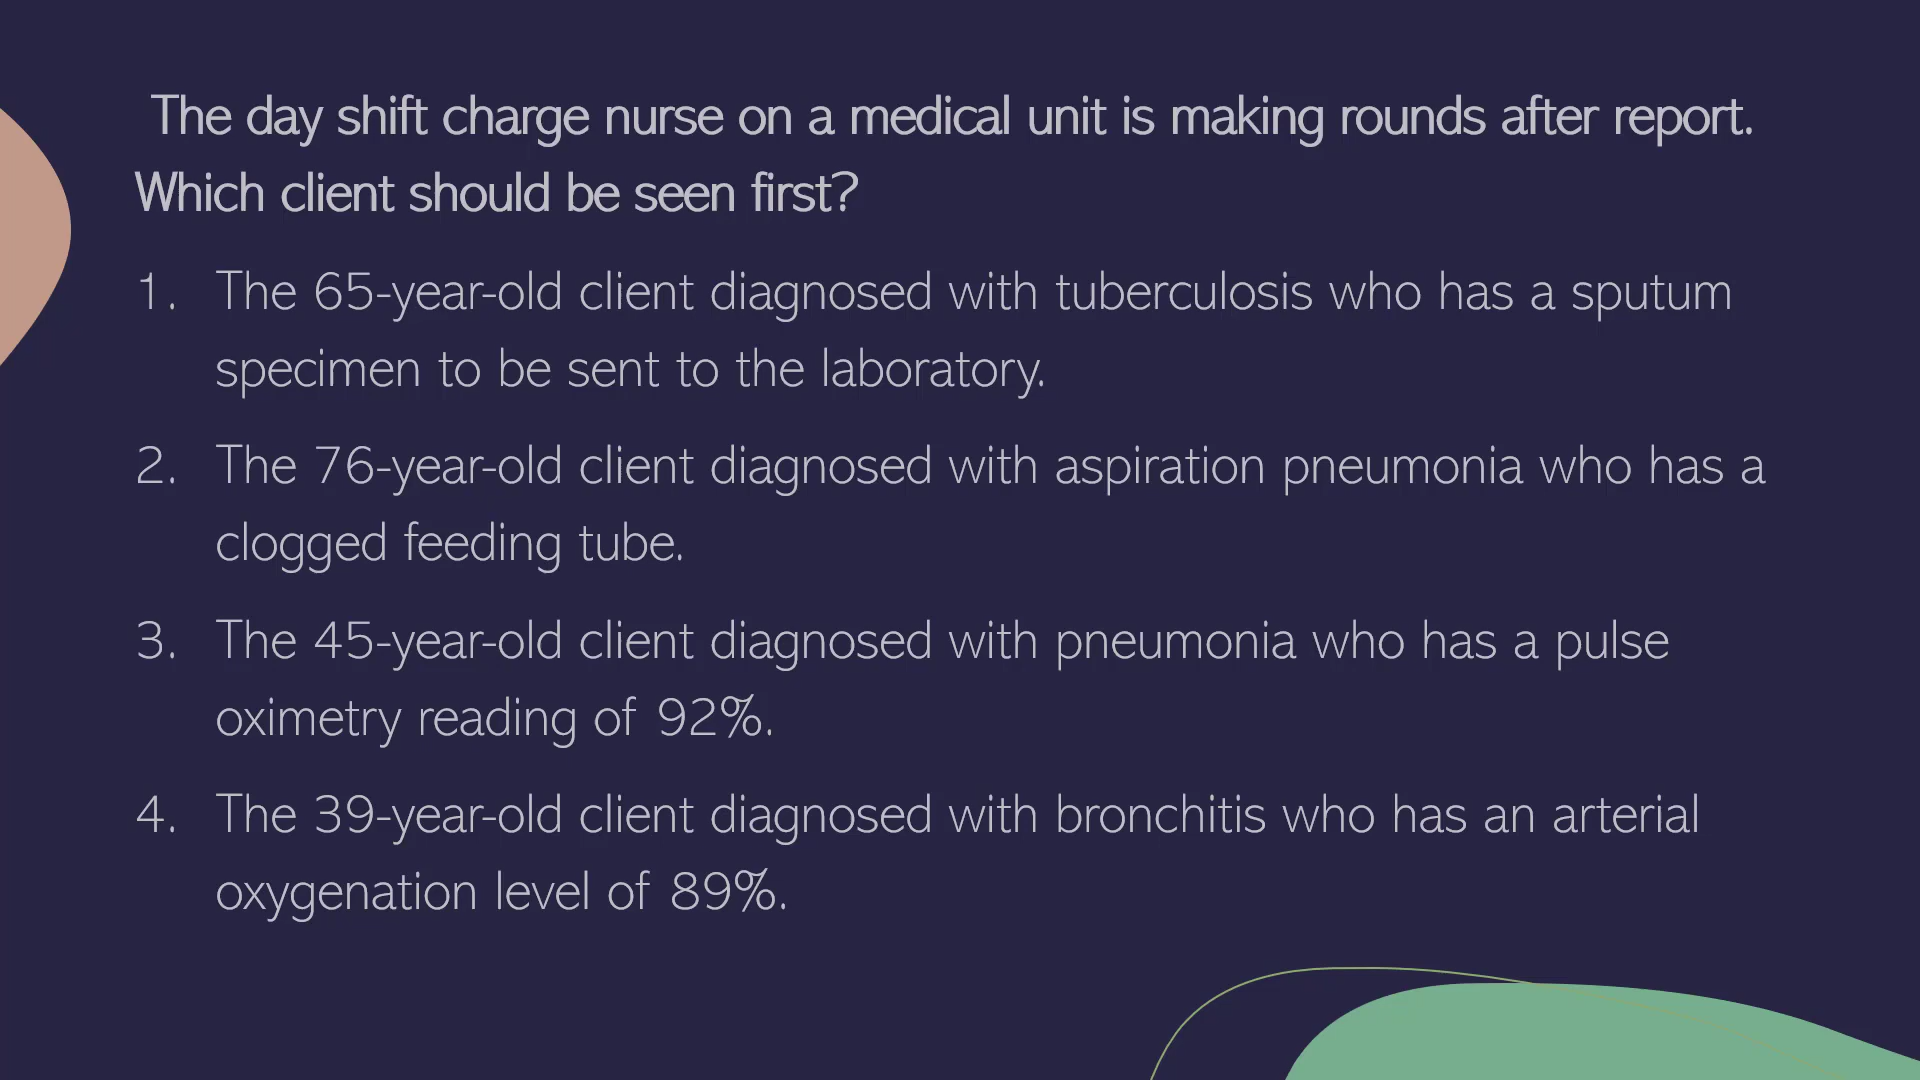 The day shift charge nurse on a medical unit is making rounds after report.
Which client should be seen first?
1. The 65-year-old client diagnosed with tuberculosis who has a sputum
specimen to be sent to the laboratory.
2. The 76-year-old client diagnosed with aspiration pneumonia who has a
clogged feeding tube.
3. The 45-year-old client diagnosed with pneumonia who has a pulse
oximetry reading of 92%.
4. The 39-year-old client diagnosed with bronchitis who has an arterial
oxygenation level of 89%.